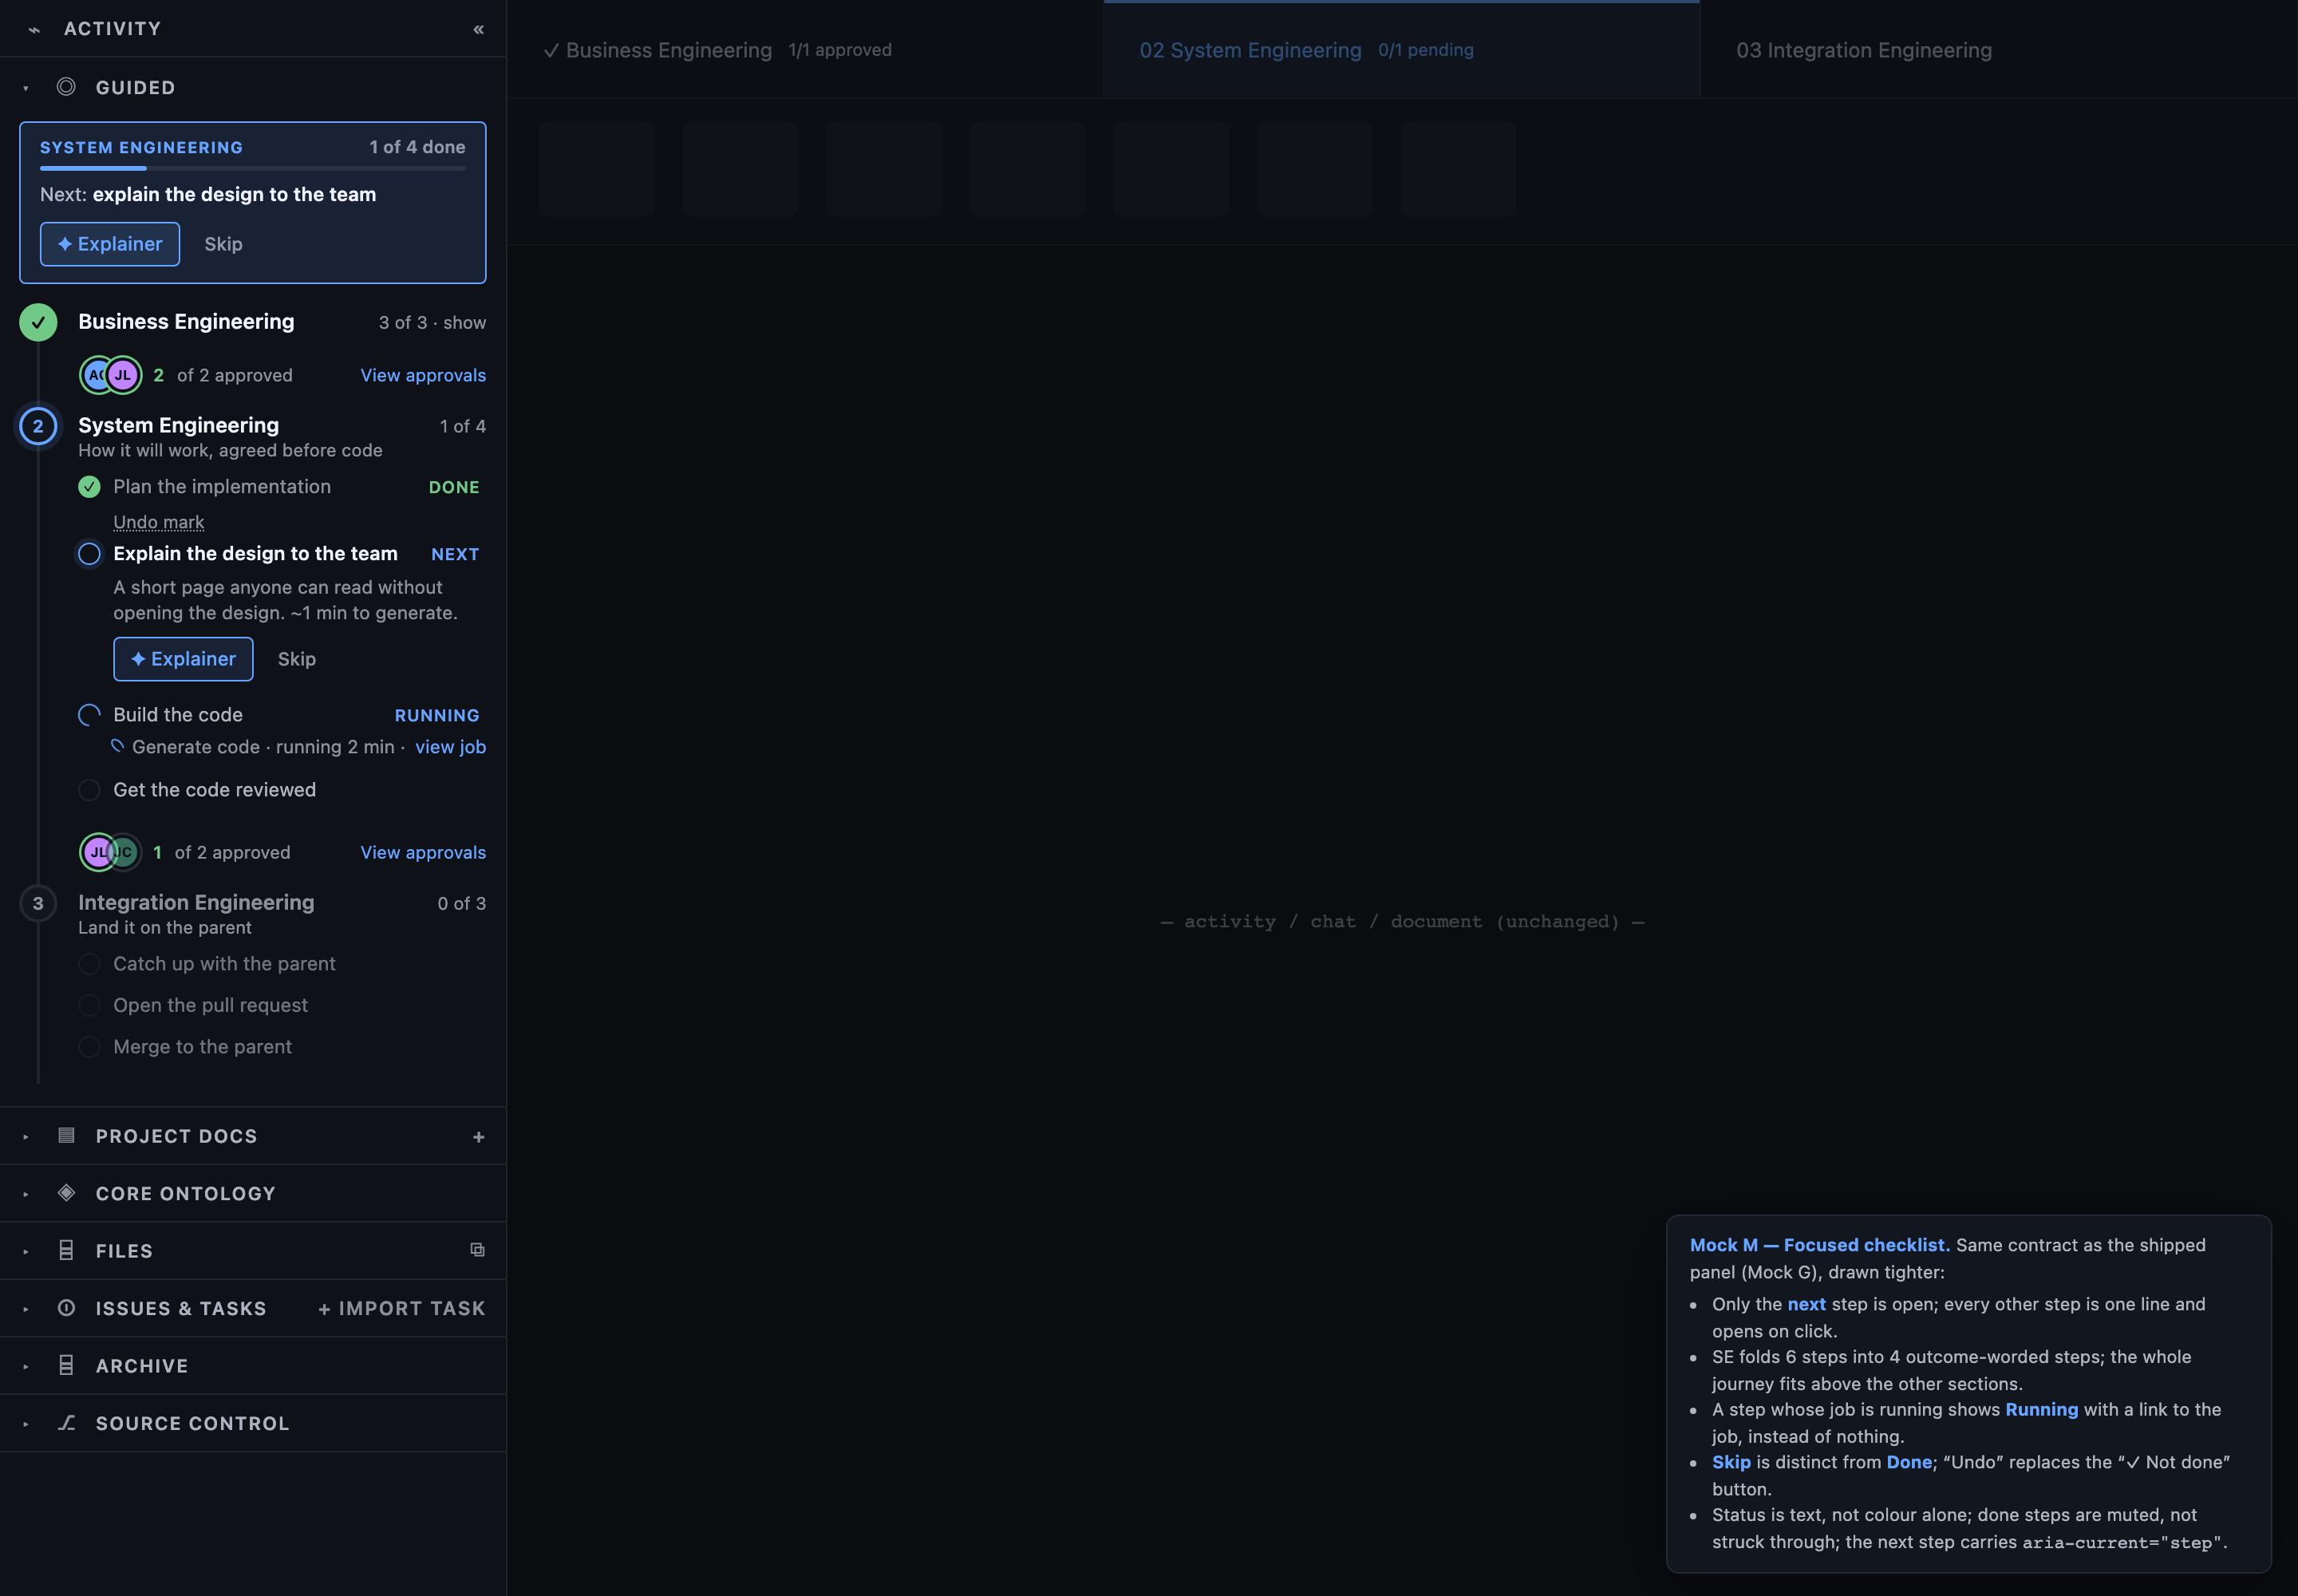 ACTIVITY «
GUIDED
SYSTEM ENGINEERING 1 of 4 done
Next: explain the design to the team
✦ Explainer Skip
Business Engineering 3 of 3 · show
JL 2 of 2 approved View approvals
2 System Engineering 1 of 4
How it will work, agreed before code
Plan the implementation DONE
Undo mark
Explain the design to the team NEXT
A short page anyone can read without
opening the design. ~1 min to generate.
✦ Explainer Skip
Build the code RUNNING
Generate code · running 2 min · view job
Get the code reviewed
JL JC 1 of 2 approved View approvals
3 Integration Engineering 0 of 3
Land it on the parent
Catch up with the parent
Open the pull request
Merge to the parent
PROJECT DOCS +
CORE ONTOLOGY
FILES
ISSUES & TASKS + IMPORT TASK
ARCHIVE
SOURCE CONTROL
✓ Business Engineering 1/1 approved
02 System Engineering 0/1 pending
03 Integration Engineering
— activity / chat / document (unchanged) —
Mock M — Focused checklist. Same contract as the shipped
panel (Mock G), drawn tighter:
• Only the next step is open; every other step is one line and
opens on click.
• SE folds 6 steps into 4 outcome-worded steps; the whole
journey fits above the other sections.
• A step whose job is running shows Running with a link to the
job, instead of nothing.
• Skip is distinct from Done; “Undo” replaces the “✓ Not done”
button.
• Status is text, not colour alone; done steps are muted, not
struck through; the next step carries aria-current="step".